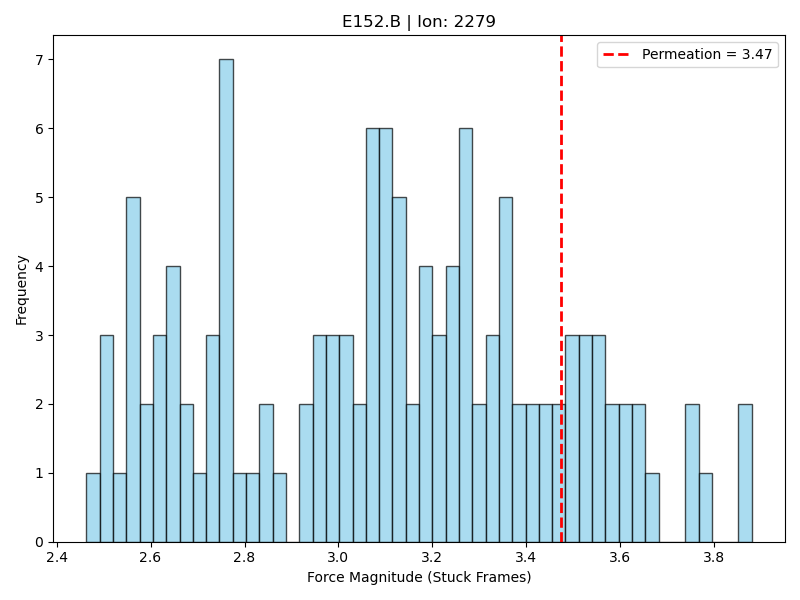 E152.B | Ion: 2279
Permeation = 3.47
7
6
5
4
3
2
1
0
Frequency
2.4 2.6 2.8 3.0 3.2 3.4 3.6 3.8
Force Magnitude (Stuck Frames)